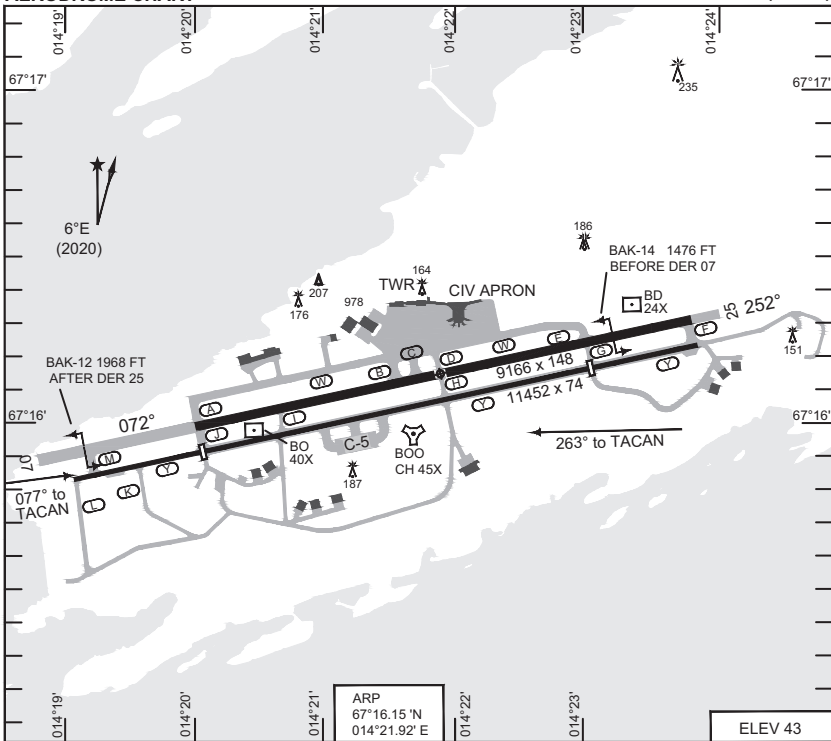 014°19'
014°20'
014°21'
014°22'
014°23'
014°24'
67°17'
67°17'
235
6°E
(2020)
186
BAK-14 1476 FT
BEFORE DER 07
207
176
TWR
164
CIV APRON
978
BD
24X
25 252°
151
BAK-12 1968 FT
AFTER DER 25
W
B
C
D
W
E
G
F
Y
9166 x 148
11452 x 74
H
Y
A
I
67°16'
67°16'
072°
J
BO
40X
C-5
187
BOO
CH 45X
263° to TACAN
07
M
Y
K
L
077° to
TACAN
014°19'
014°20'
014°21'
014°22'
014°23'
ARP
67°16.15 'N
014°21.92' E
ELEV 43